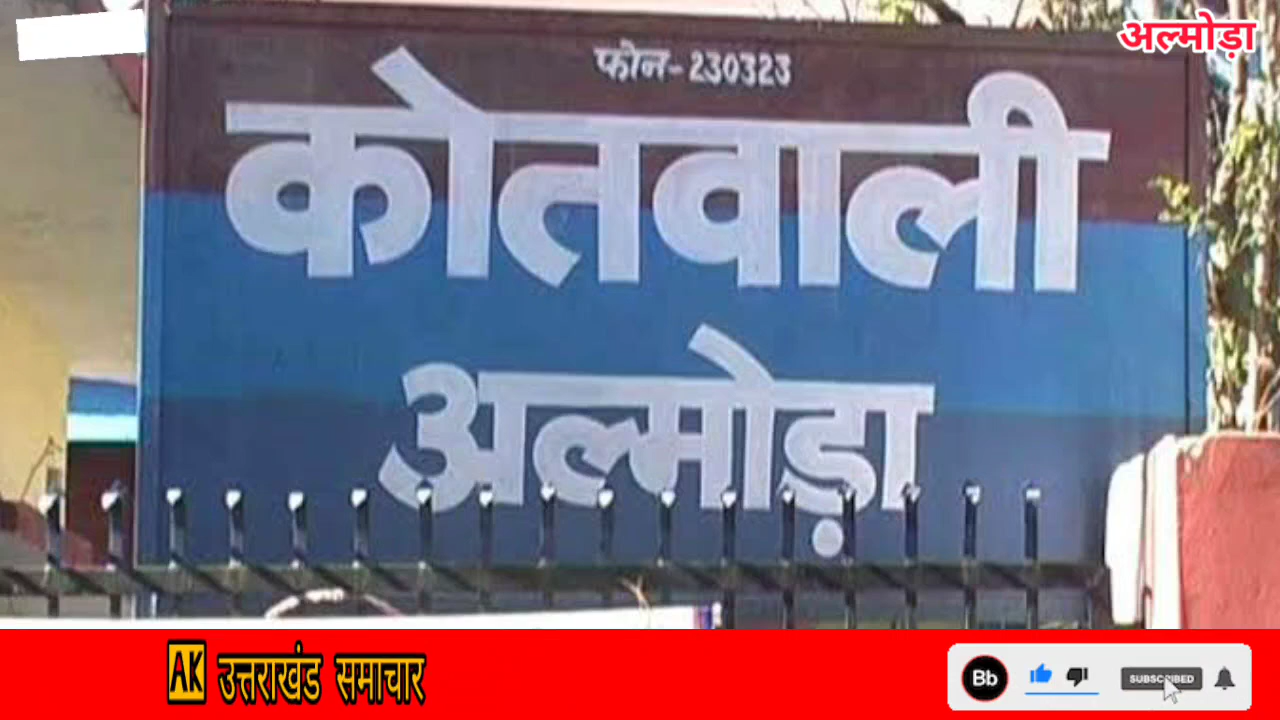 अल्मोड़ा
फोन-230323
कोतवाली
अल्मोड़ा
AK उत्तराखंड समाचार
Bb
SUBSCRIBED